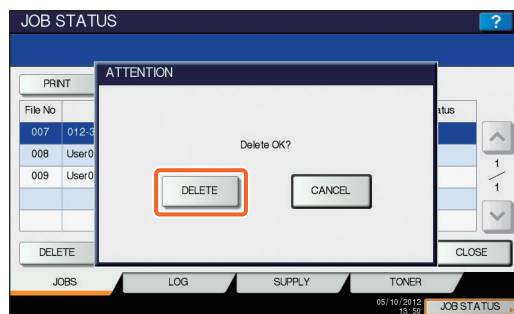 JOB STATUS
?
ATTENTION
PRINT
File No
atus
007 012-3
Delete OK?
008 User0
009 User0
1
1
DELETE CANCEL
DELETE
CLOSE
JOBS LOG SUPPLY TONER
05/10/2012
13:50
JOB STATUS